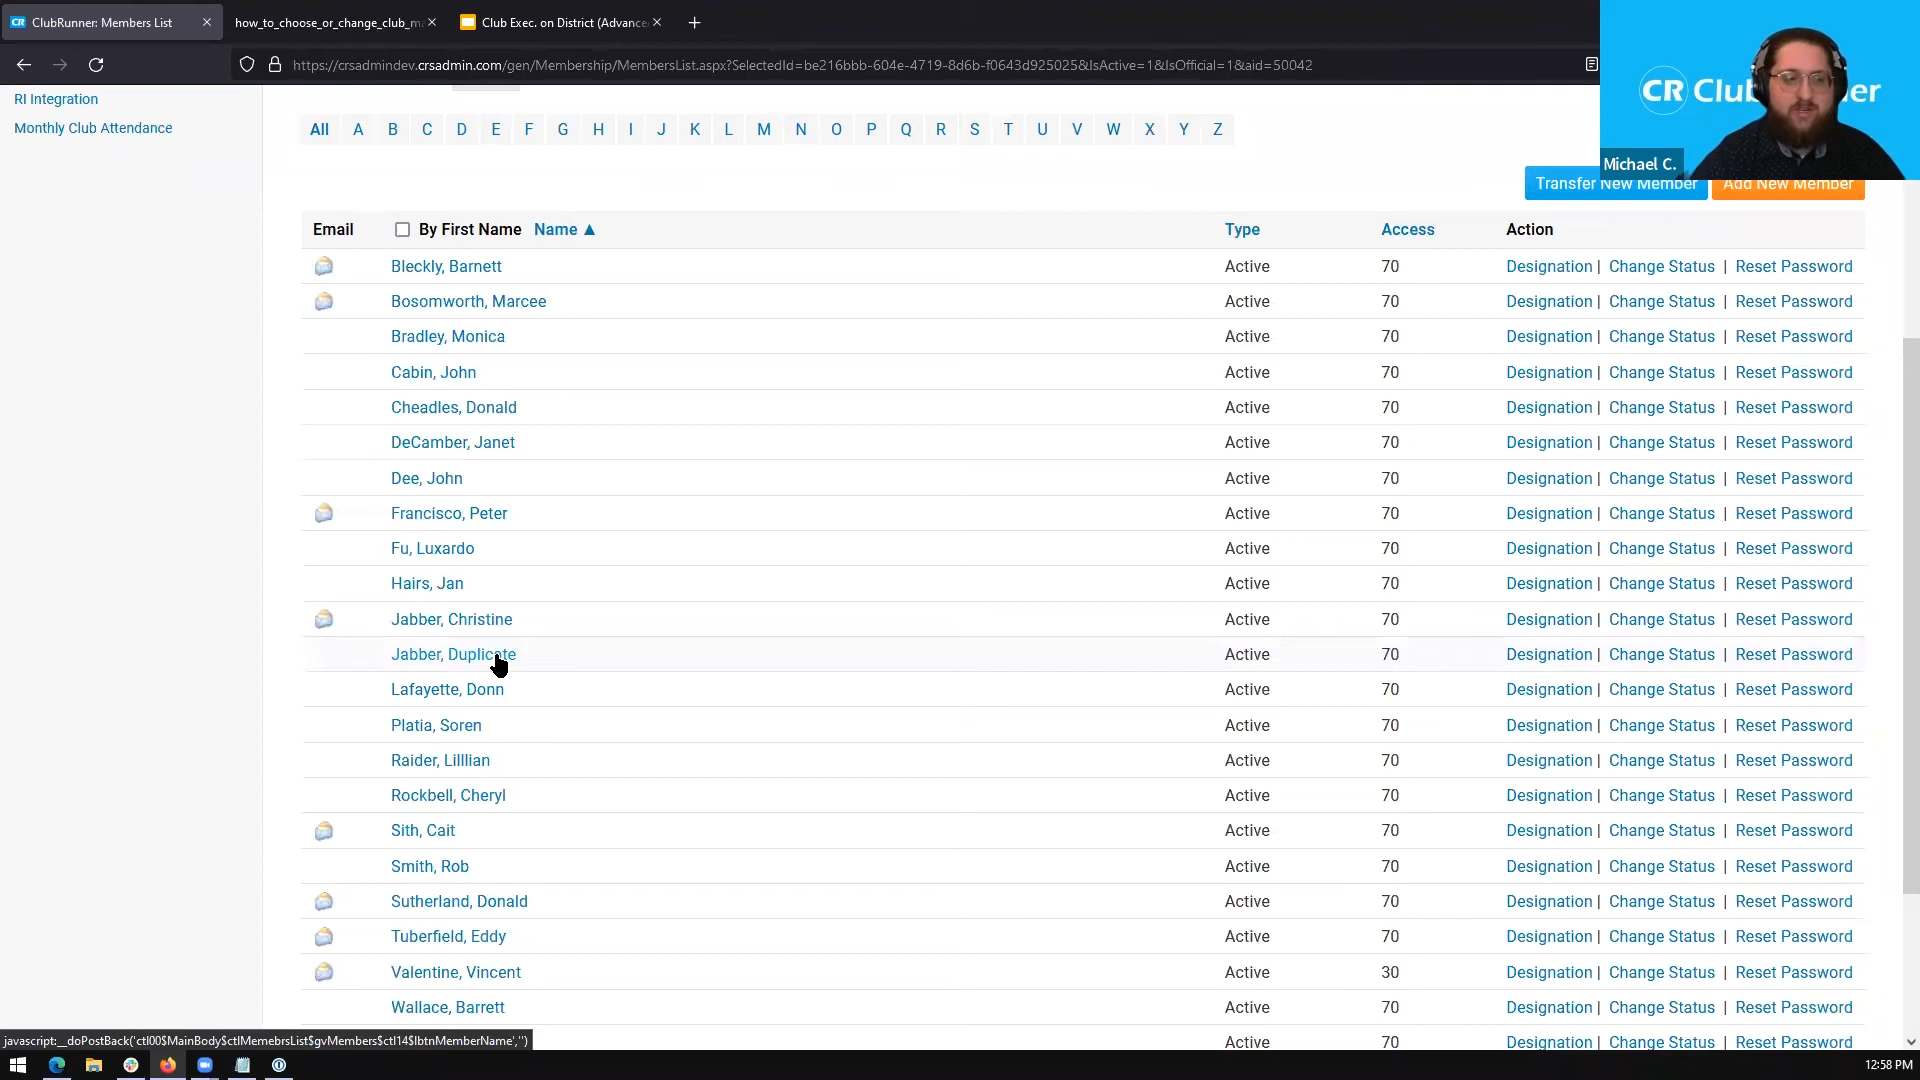 ClubRunner: Members List
how_to_choose_or_change_club_m
Club Exec. on District (Advance
https://crsadmindev.crsadmin.com/gen/Membership/MembersList.aspx?SelectedId=be216bbb-604e-4719-8d6b-f0643d925025&IsActive=1&IsOfficial=1&aid=50042
RI Integration
Monthly Club Attendance
All A B C D E F G H I J K L M N O P Q R S T U V W X Y Z
CR Club er
Michael C.
Transfer New Member Add New Member
Email By First Name Name ▲ Type Access Action
Bleckly, Barnett Active 70 Designation | Change Status | Reset Password
Bosomworth, Marcee Active 70 Designation | Change Status | Reset Password
Bradley, Monica Active 70 Designation | Change Status | Reset Password
Cabin, John Active 70 Designation | Change Status | Reset Password
Cheadles, Donald Active 70 Designation | Change Status | Reset Password
DeCamber, Janet Active 70 Designation | Change Status | Reset Password
Dee, John Active 70 Designation | Change Status | Reset Password
Francisco, Peter Active 70 Designation | Change Status | Reset Password
Fu, Luxardo Active 70 Designation | Change Status | Reset Password
Hairs, Jan Active 70 Designation | Change Status | Reset Password
Jabber, Christine Active 70 Designation | Change Status | Reset Password
Jabber, Duplicate Active 70 Designation | Change Status | Reset Password
Lafayette, Donn Active 70 Designation | Change Status | Reset Password
Platia, Soren Active 70 Designation | Change Status | Reset Password
Raider, Lilllian Active 70 Designation | Change Status | Reset Password
Rockbell, Cheryl Active 70 Designation | Change Status | Reset Password
Sith, Cait Active 70 Designation | Change Status | Reset Password
Smith, Rob Active 70 Designation | Change Status | Reset Password
Sutherland, Donald Active 70 Designation | Change Status | Reset Password
Tuberfield, Eddy Active 70 Designation | Change Status | Reset Password
Valentine, Vincent Active 30 Designation | Change Status | Reset Password
Wallace, Barrett Active 70 Designation | Change Status | Reset Password
Active 70 Designation | Change Status | Reset Password
javascript:__doPostBack('ctl00$MainBody$ctlMemebrsList$gvMembers$ctl14$lbtnMemberName','')
12:58 PM